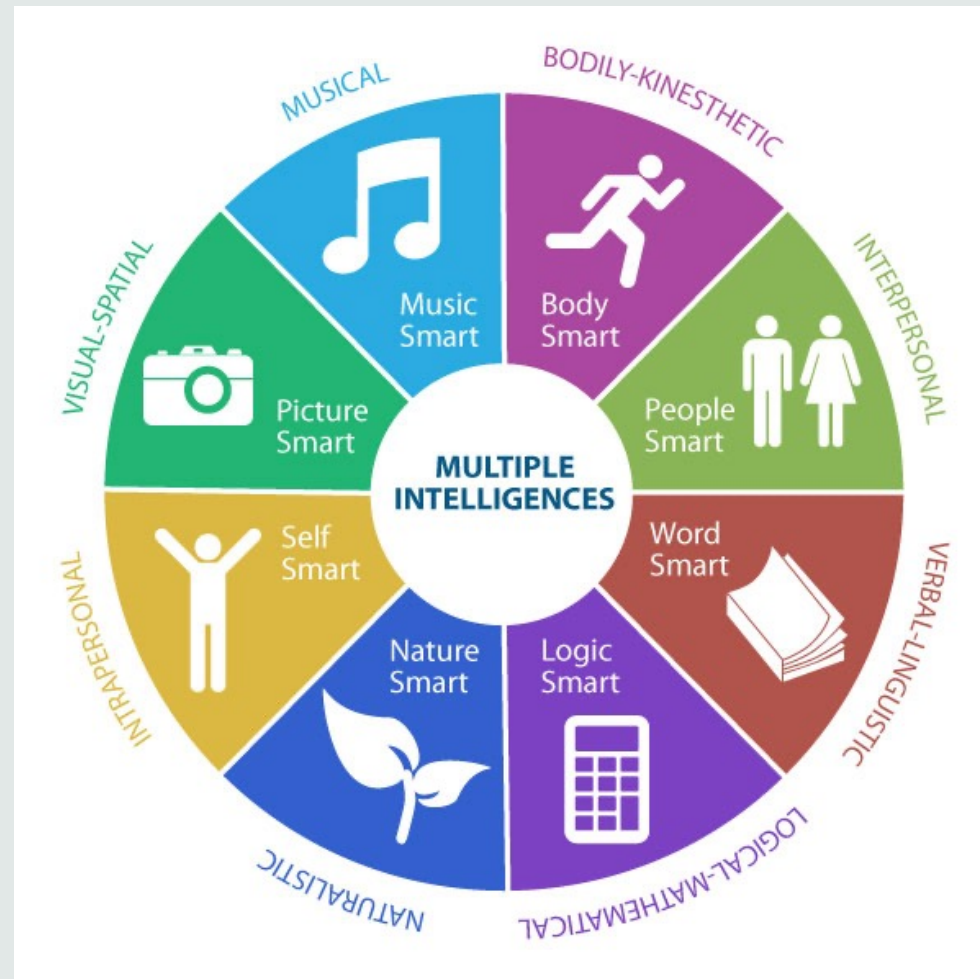 MULTIPLE
INTELLIGENCES
MUSICAL
Music
Smart
BODILY-KINESTHETIC
Body
Smart
INTERPERSONAL
People
Smart
VERBAL-LINGUISTIC
Word
Smart
LOGICAL-MATHEMATICAL
Logic
Smart
NATURALISTIC
Nature
Smart
INTRAPERSONAL
Self
Smart
VISUAL-SPATIAL
Picture
Smart